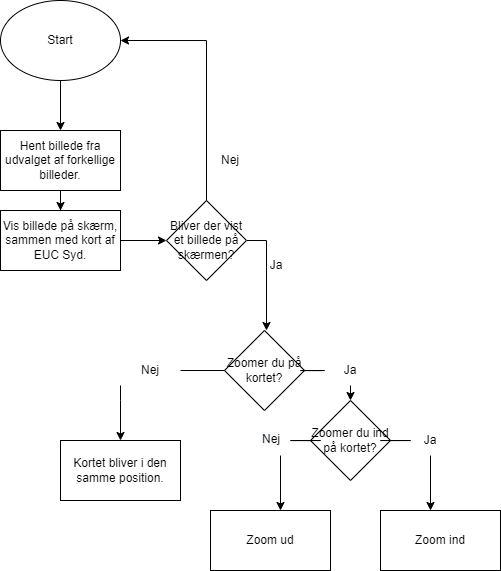 Start
Hent billede fra
udvalget af forkellige
billeder.
Nej
Vis billede på skærm,
sammen med kort af
EUC Syd.
Bliver der vist
et billede på
skærmen?
Ja
Nej
Zoomer du på
kortet?
Ja
Nej
Zoomer du ind
på kortet?
Ja
Kortet bliver i den
samme position.
Zoom ud
Zoom ind